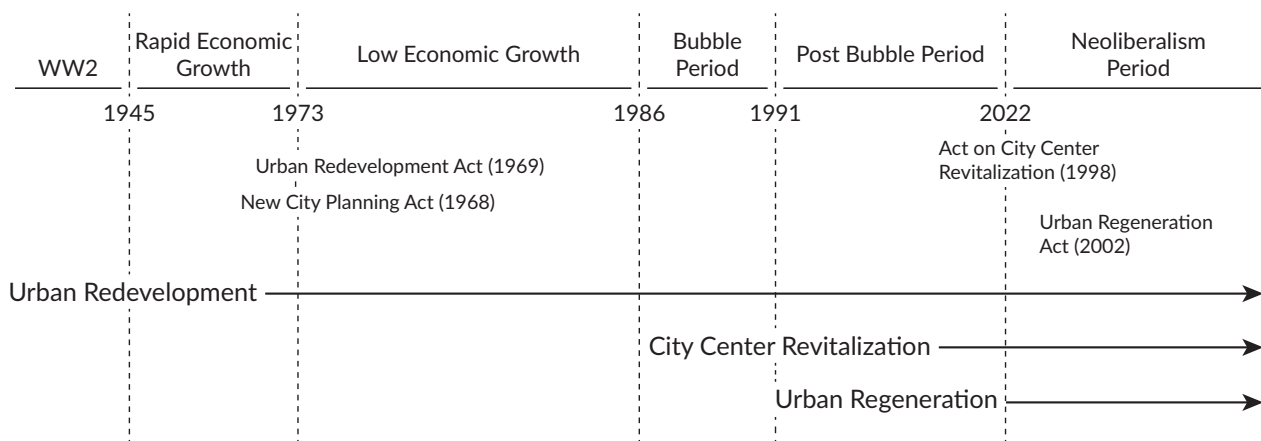 WW2
Rapid Economic
Growth
Low Economic Growth
Bubble
Period
Post Bubble Period
Neoliberalism
Period
1945
1973
1986
1991
2022
Urban Redevelopment Act (1969)
New City Planning Act (1968)
Act on City Center
Revitalization (1998)
Urban Regeneration
Act (2002)
Urban Redevelopment
City Center Revitalization
Urban Regeneration